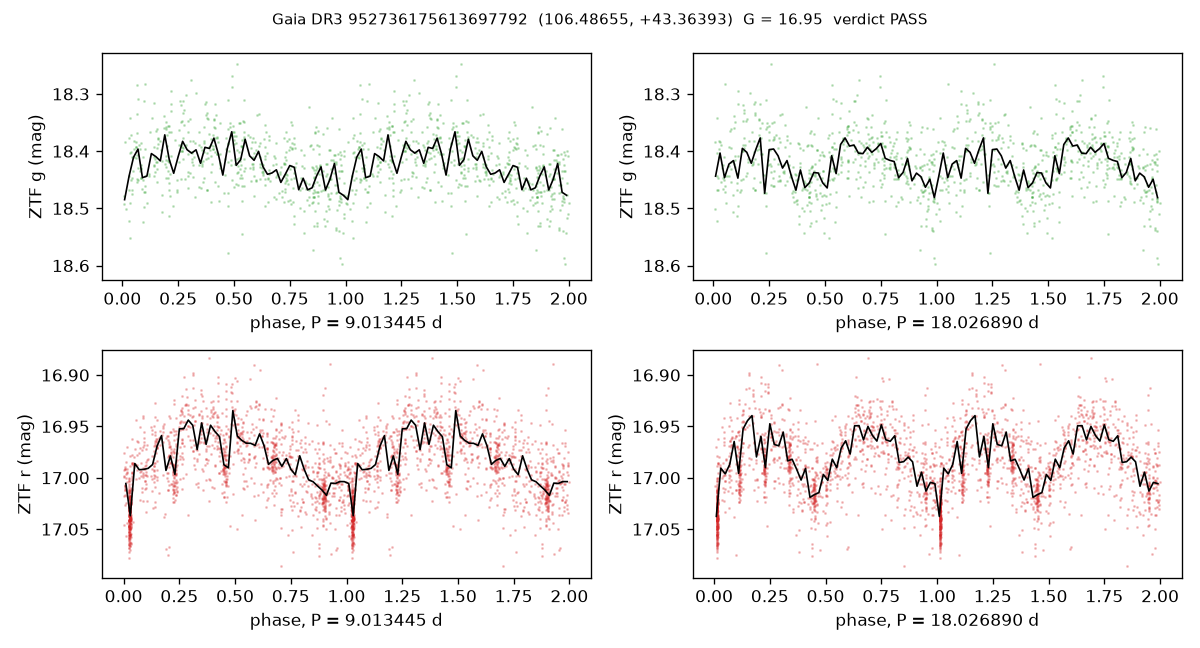 Gaia DR3 952736175613697792 (106.48655, +43.36393) G = 16.95 verdict PASS
ZTF g (mag)
18.3
18.4
18.5
18.6
0.00 0.25 0.50 0.75 1.00 1.25 1.50 1.75 2.00
phase, P = 9.013445 d
ZTF g (mag)
18.3
18.4
18.5
18.6
0.00 0.25 0.50 0.75 1.00 1.25 1.50 1.75 2.00
phase, P = 18.026890 d
ZTF r (mag)
16.90
16.95
17.00
17.05
0.00 0.25 0.50 0.75 1.00 1.25 1.50 1.75 2.00
phase, P = 9.013445 d
ZTF r (mag)
16.90
16.95
17.00
17.05
0.00 0.25 0.50 0.75 1.00 1.25 1.50 1.75 2.00
phase, P = 18.026890 d